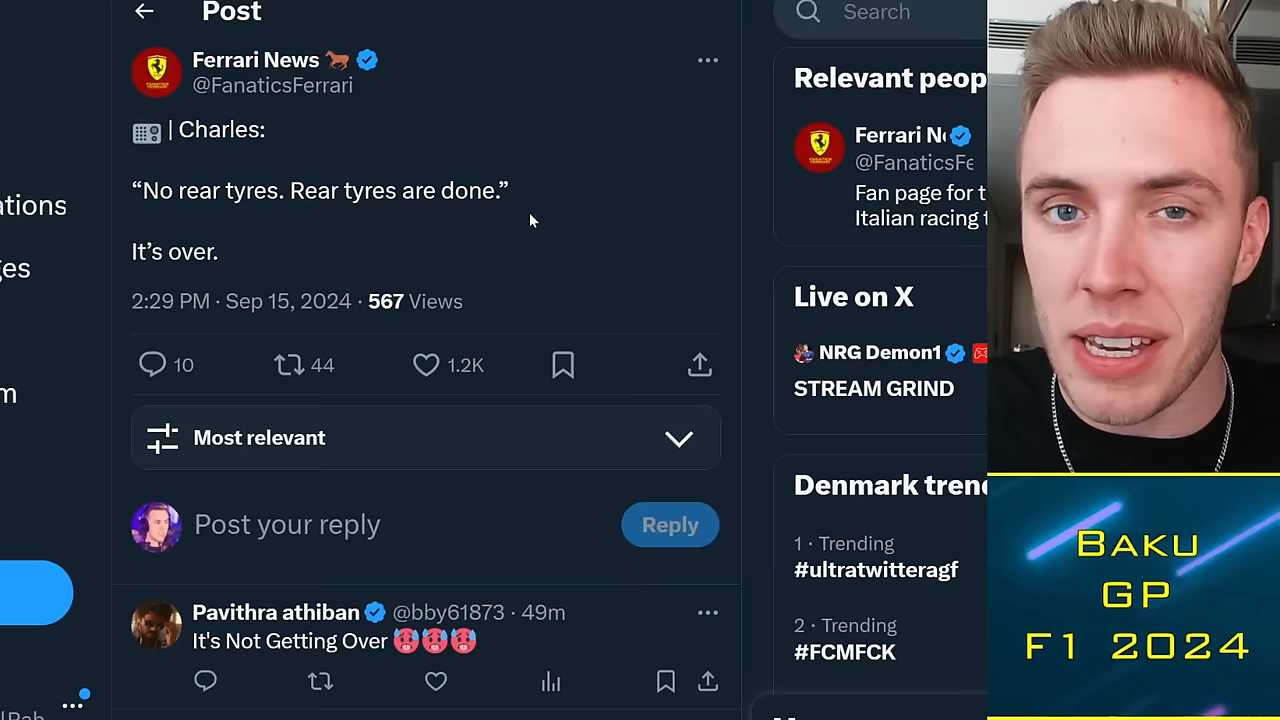 Post
Ferrari News
@FanaticsFerrari
| Charles:
“No rear tyres. Rear tyres are done.”
It’s over.
2:29 PM · Sep 15, 2024 · 567 Views
10
44
1.2K
Most relevant
Post your reply
Reply
Pavithra athiban @bby61873 · 49m
It's Not Getting Over
ations
ges
m
Search
Relevant peop
Ferrari N
@FanaticsFe
Fan page for t
Italian racing t
Live on X
NRG Demon1
STREAM GRIND
Denmark trend
1 · Trending
#ultratwitteragf
2 · Trending
#FCMFCK
BAKU
GP
F1 2024